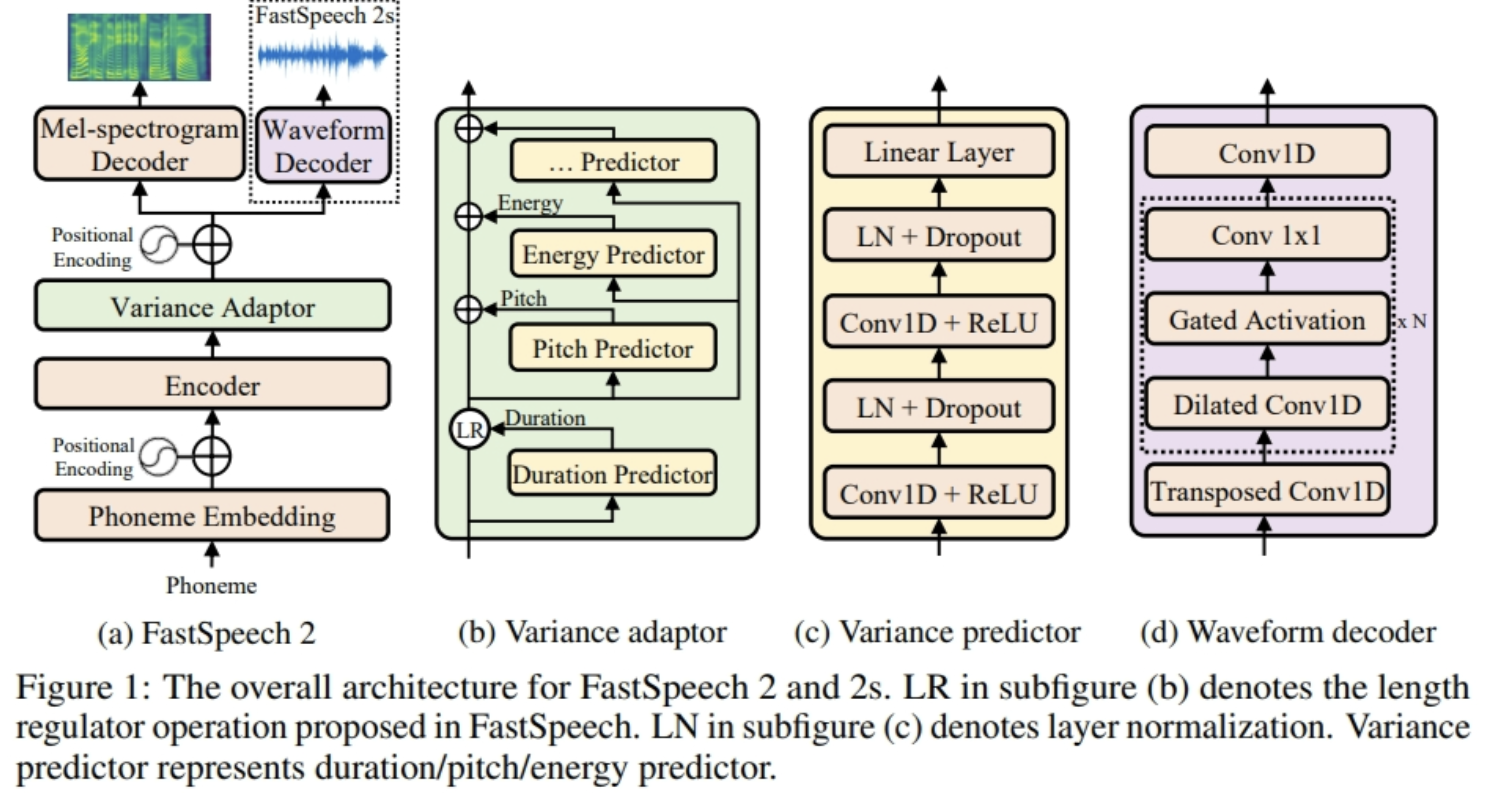 FastSpeech 2s
Mel-spectrogram
Decoder
Waveform
Decoder
Positional
Encoding
Variance Adaptor
Encoder
Positional
Encoding
Phoneme Embedding
Phoneme
(a) FastSpeech 2
... Predictor
Energy
Energy Predictor
Pitch
Pitch Predictor
LR
Duration
Duration Predictor
(b) Variance adaptor
Linear Layer
LN + Dropout
Conv1D + ReLU
LN + Dropout
Conv1D + ReLU
(c) Variance predictor
Conv1D
Conv 1x1
Gated Activation
x N
Dilated Conv1D
Transposed Conv1D
(d) Waveform decoder
Figure 1: The overall architecture for FastSpeech 2 and 2s. LR in subfigure (b) denotes the length
regulator operation proposed in FastSpeech. LN in subfigure (c) denotes layer normalization. Variance
predictor represents duration/pitch/energy predictor.